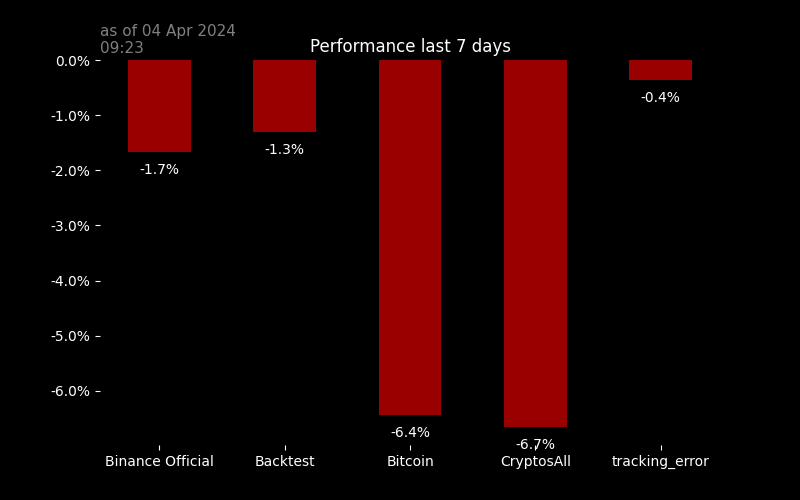 as of 04 Apr 2024
09:23
Performance last 7 days
0.0%
-1.0%
-2.0%
-3.0%
-4.0%
-5.0%
-6.0%
-1.7%
-1.3%
-6.4%
-6.7%
-0.4%
Binance Official
Backtest
Bitcoin
CryptosAll
tracking_error